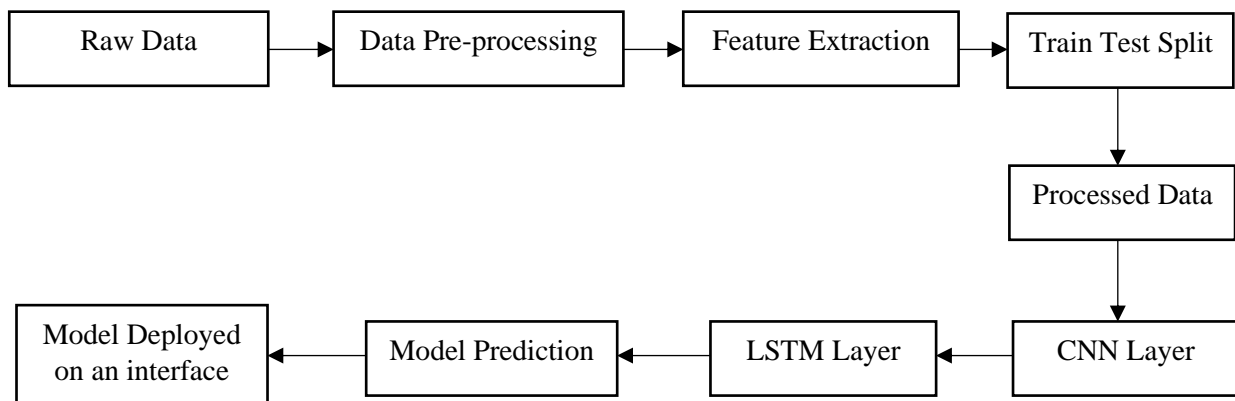 Raw Data
Data Pre-processing
Feature Extraction
Train Test Split
Processed Data
CNN Layer
LSTM Layer
Model Prediction
Model Deployed
on an interface